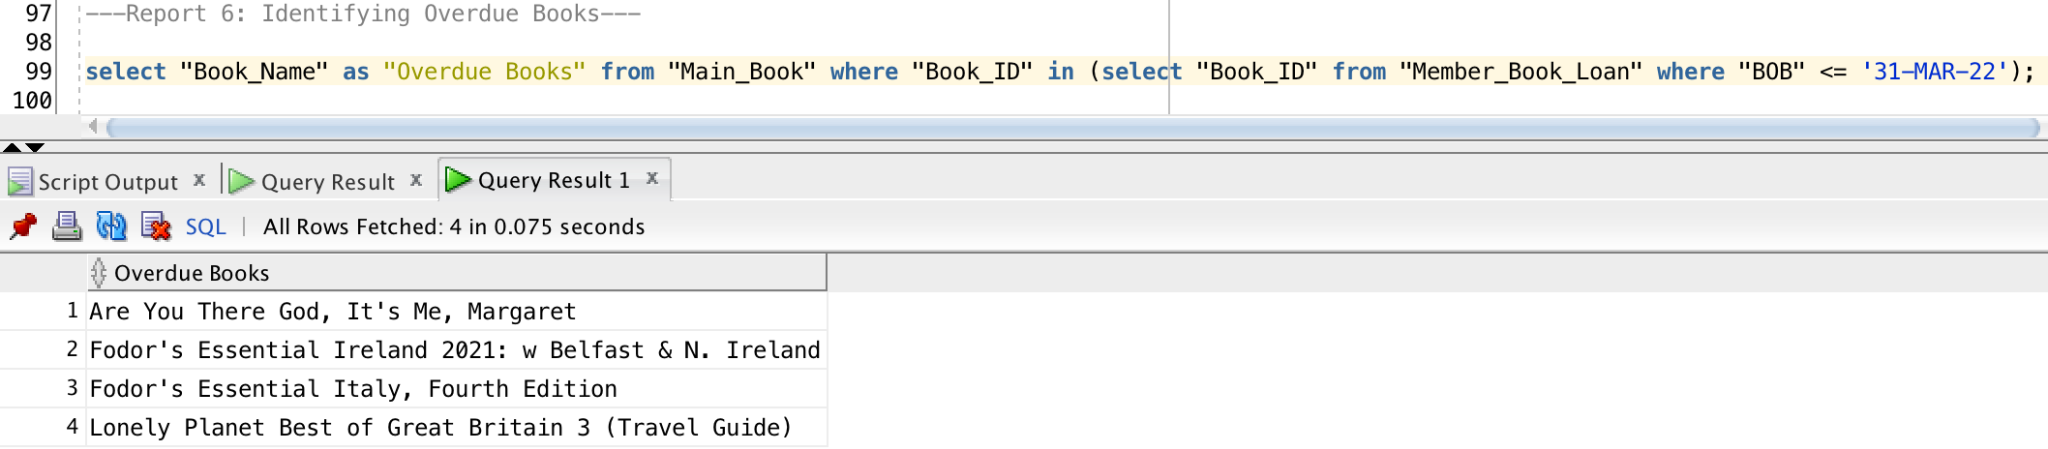 97 ---Report 6: Identifying Overdue Books---
98
99 select "Book_Name" as "Overdue Books" from "Main_Book" where "Book_ID" in (select "Book_ID" from "Member_Book_Loan" where "BOB" <= '31-MAR-22');
100
Script Output x Query Result x Query Result 1 x
SQL | All Rows Fetched: 4 in 0.075 seconds
Overdue Books
1 Are You There God, It's Me, Margaret
2 Fodor's Essential Ireland 2021: w Belfast & N. Ireland
3 Fodor's Essential Italy, Fourth Edition
4 Lonely Planet Best of Great Britain 3 (Travel Guide)